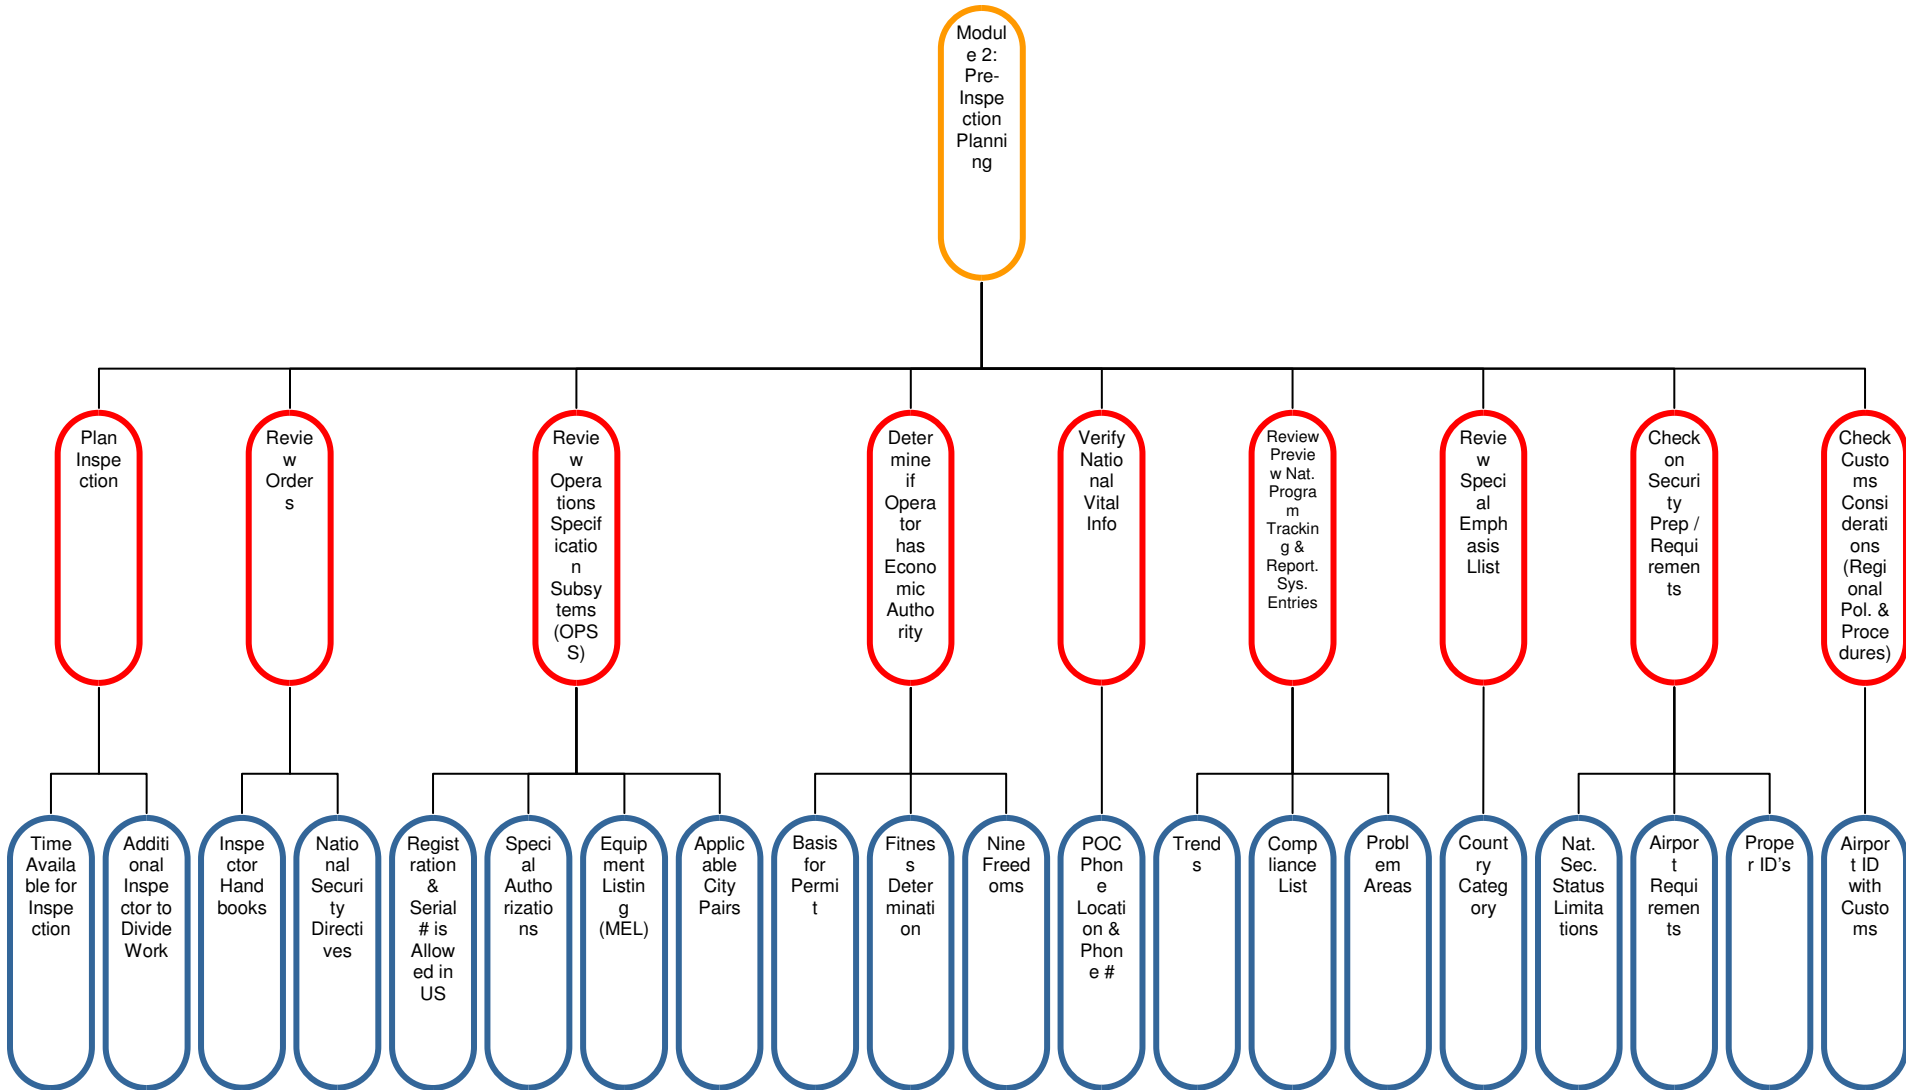 Modul
e 2:
Pre-
Inspe
ction
Planni
ng
Plan
Inspe
ction
Revie
w
Order
s
Revie
w
Opera
tions
Specif
icatio
n
Subsy
tems
(OPS
S)
Deter
mine
if
Opera
tor
has
Econo
mic
Autho
rity
Verify
Natio
nal
Vital
Info
Review
Previe
w Nat.
Progra
m
Trackin
g &
Report.
Sys.
Entries
Revie
w
Speci
al
Emph
asis
Llist
Check
on
Securi
ty
Prep /
Requi
remen
ts
Check
Custo
ms
Consi
derati
ons
(Regi
onal
Pol. &
Proce
dures)
Time
Availa
ble for
Inspe
ction
Additi
onal
Inspe
ctor to
Divide
Work
Inspe
ctor
Hand
books
Natio
nal
Securi
ty
Directi
ves
Regist
ration
&
Serial
# is
Allow
ed in
US
Speci
al
Autho
rizatio
ns
Equip
ment
Listin
g
(MEL)
Applic
able
City
Pairs
Basis
for
Permi
t
Fitnes
s
Deter
minati
on
Nine
Freed
oms
POC
Phon
e
Locati
on &
Phon
e #
Trend
s
Comp
liance
List
Probl
em
Areas
Count
ry
Categ
ory
Nat.
Sec.
Status
Limita
tions
Airpor
t
Requi
remen
ts
Prope
r ID's
Airpor
t ID
with
Custo
ms